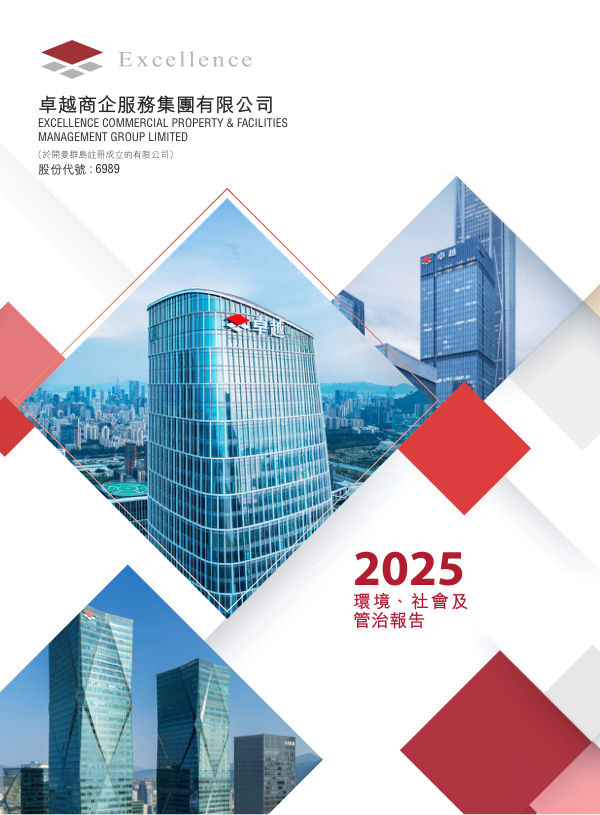 Excellence
卓越商企服務集團有限公司
EXCELLENCE COMMERCIAL PROPERTY & FACILITIES
MANAGEMENT GROUP LIMITED
(於開曼群島註冊成立的有限公司)
股份代號 : 6989
卓越
卓越
2025
環境、社會及
管治報告